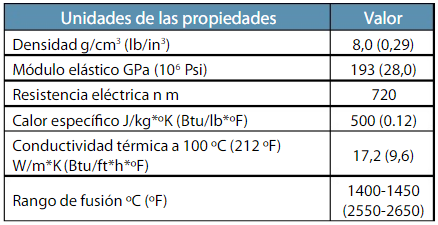 Unidades de las propiedades Valor
Densidad g/cm³ (lb/in³) 8,0 (0,29)
Módulo elástico GPa (10⁶ Psi) 193 (28,0)
Resistencia eléctrica n m 720
Calor específico J/kg*ºK (Btu/lb*ºF) 500 (0.12)
Conductividad térmica a 100 ºC (212 ºF)
W/m*K (Btu/ft*h*ºF) 17,2 (9,6)
Rango de fusión ºC (ºF) 1400-1450
(2550-2650)